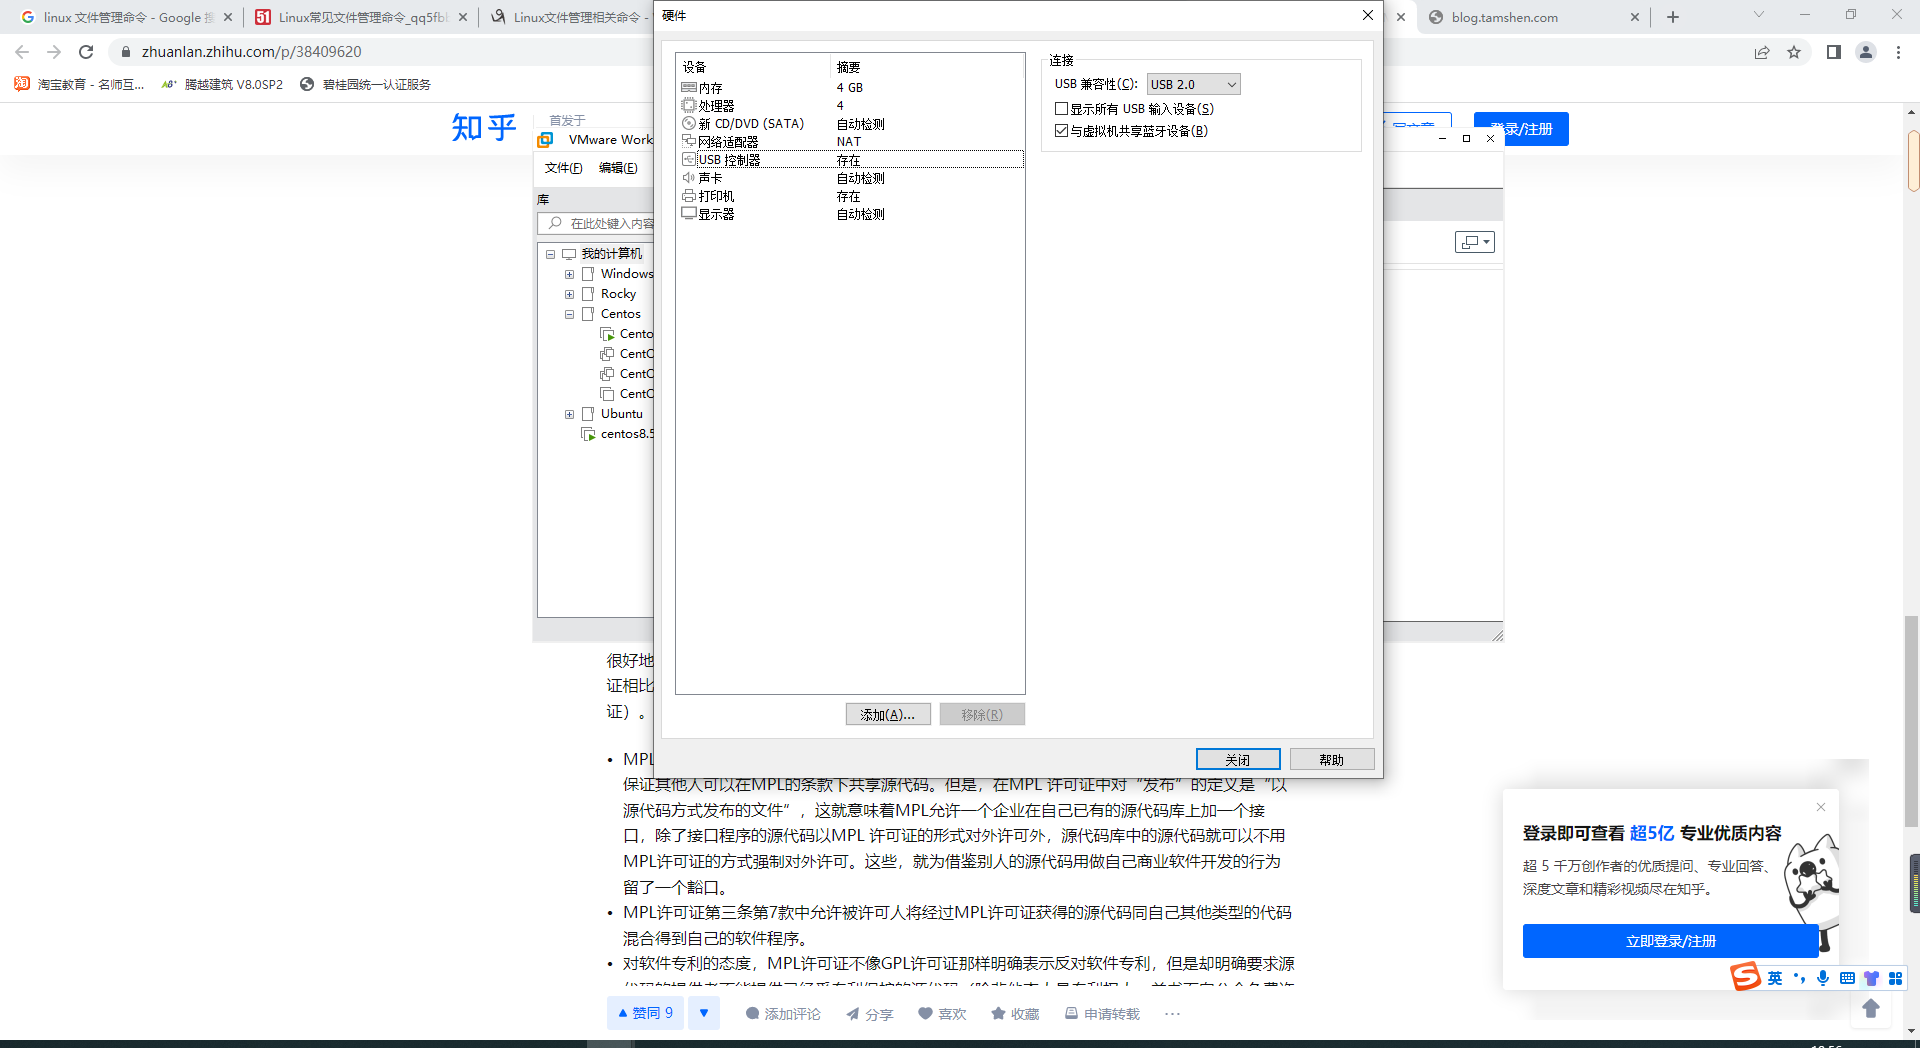 linux 文件管理命令 - Google 搜
Linux常见文件管理命令_qq5fb
Linux文件管理相关命令 -
blog.tamshen.com
zhuanlan.zhihu.com/p/38409620
淘宝教育 - 名师互...
腾越建筑 V8.0SP2
碧桂园统一认证服务
知乎
首发于
写文章
登录/注册
VMware Work
文件(F)
编辑(E)
库
在此处键入内容
我的计算机
Windows
Rocky
Centos
Cento
CentC
CentC
CentC
Ubuntu
centos8.5
硬件
设备 摘要
内存 4 GB
处理器 4
新 CD/DVD (SATA) 自动检测
网络适配器 NAT
USB 控制器 存在
声卡 自动检测
打印机 存在
显示器 自动检测
连接
USB 兼容性(C): USB 2.0
显示所有 USB 输入设备(S)
与虚拟机共享蓝牙设备(B)
添加(A)...
移除(R)
关闭
帮助
很好地
证相比
证）。
• MPL
保证其他人可以在MPL的条款下共享源代码。但是，在MPL 许可证中对“发布”的定义是“以
源代码方式发布的文件”，这就意味着MPL允许一个企业在自己已有的源代码库上加一个接
口，除了接口程序的源代码以MPL 许可证的形式对外许可外，源代码库中的源代码就可以不用
MPL许可证的方式强制对外许可。这些，就为借鉴别人的源代码用做自己商业软件开发的行为
留了一个豁口。
• MPL许可证第三条第7款中允许被许可人将经过MPL许可证获得的源代码同自己其他类型的代码
混合得到自己的软件程序。
• 对软件专利的态度，MPL许可证不像GPL许可证那样明确表示反对软件专利，但是却明确要求源
赞同 9
添加评论
分享
喜欢
收藏
申请转载
登录即可查看 超5亿 专业优质内容
超 5 千万创作者的优质提问、专业回答、
深度文章和精彩视频尽在知乎。
立即登录/注册
英